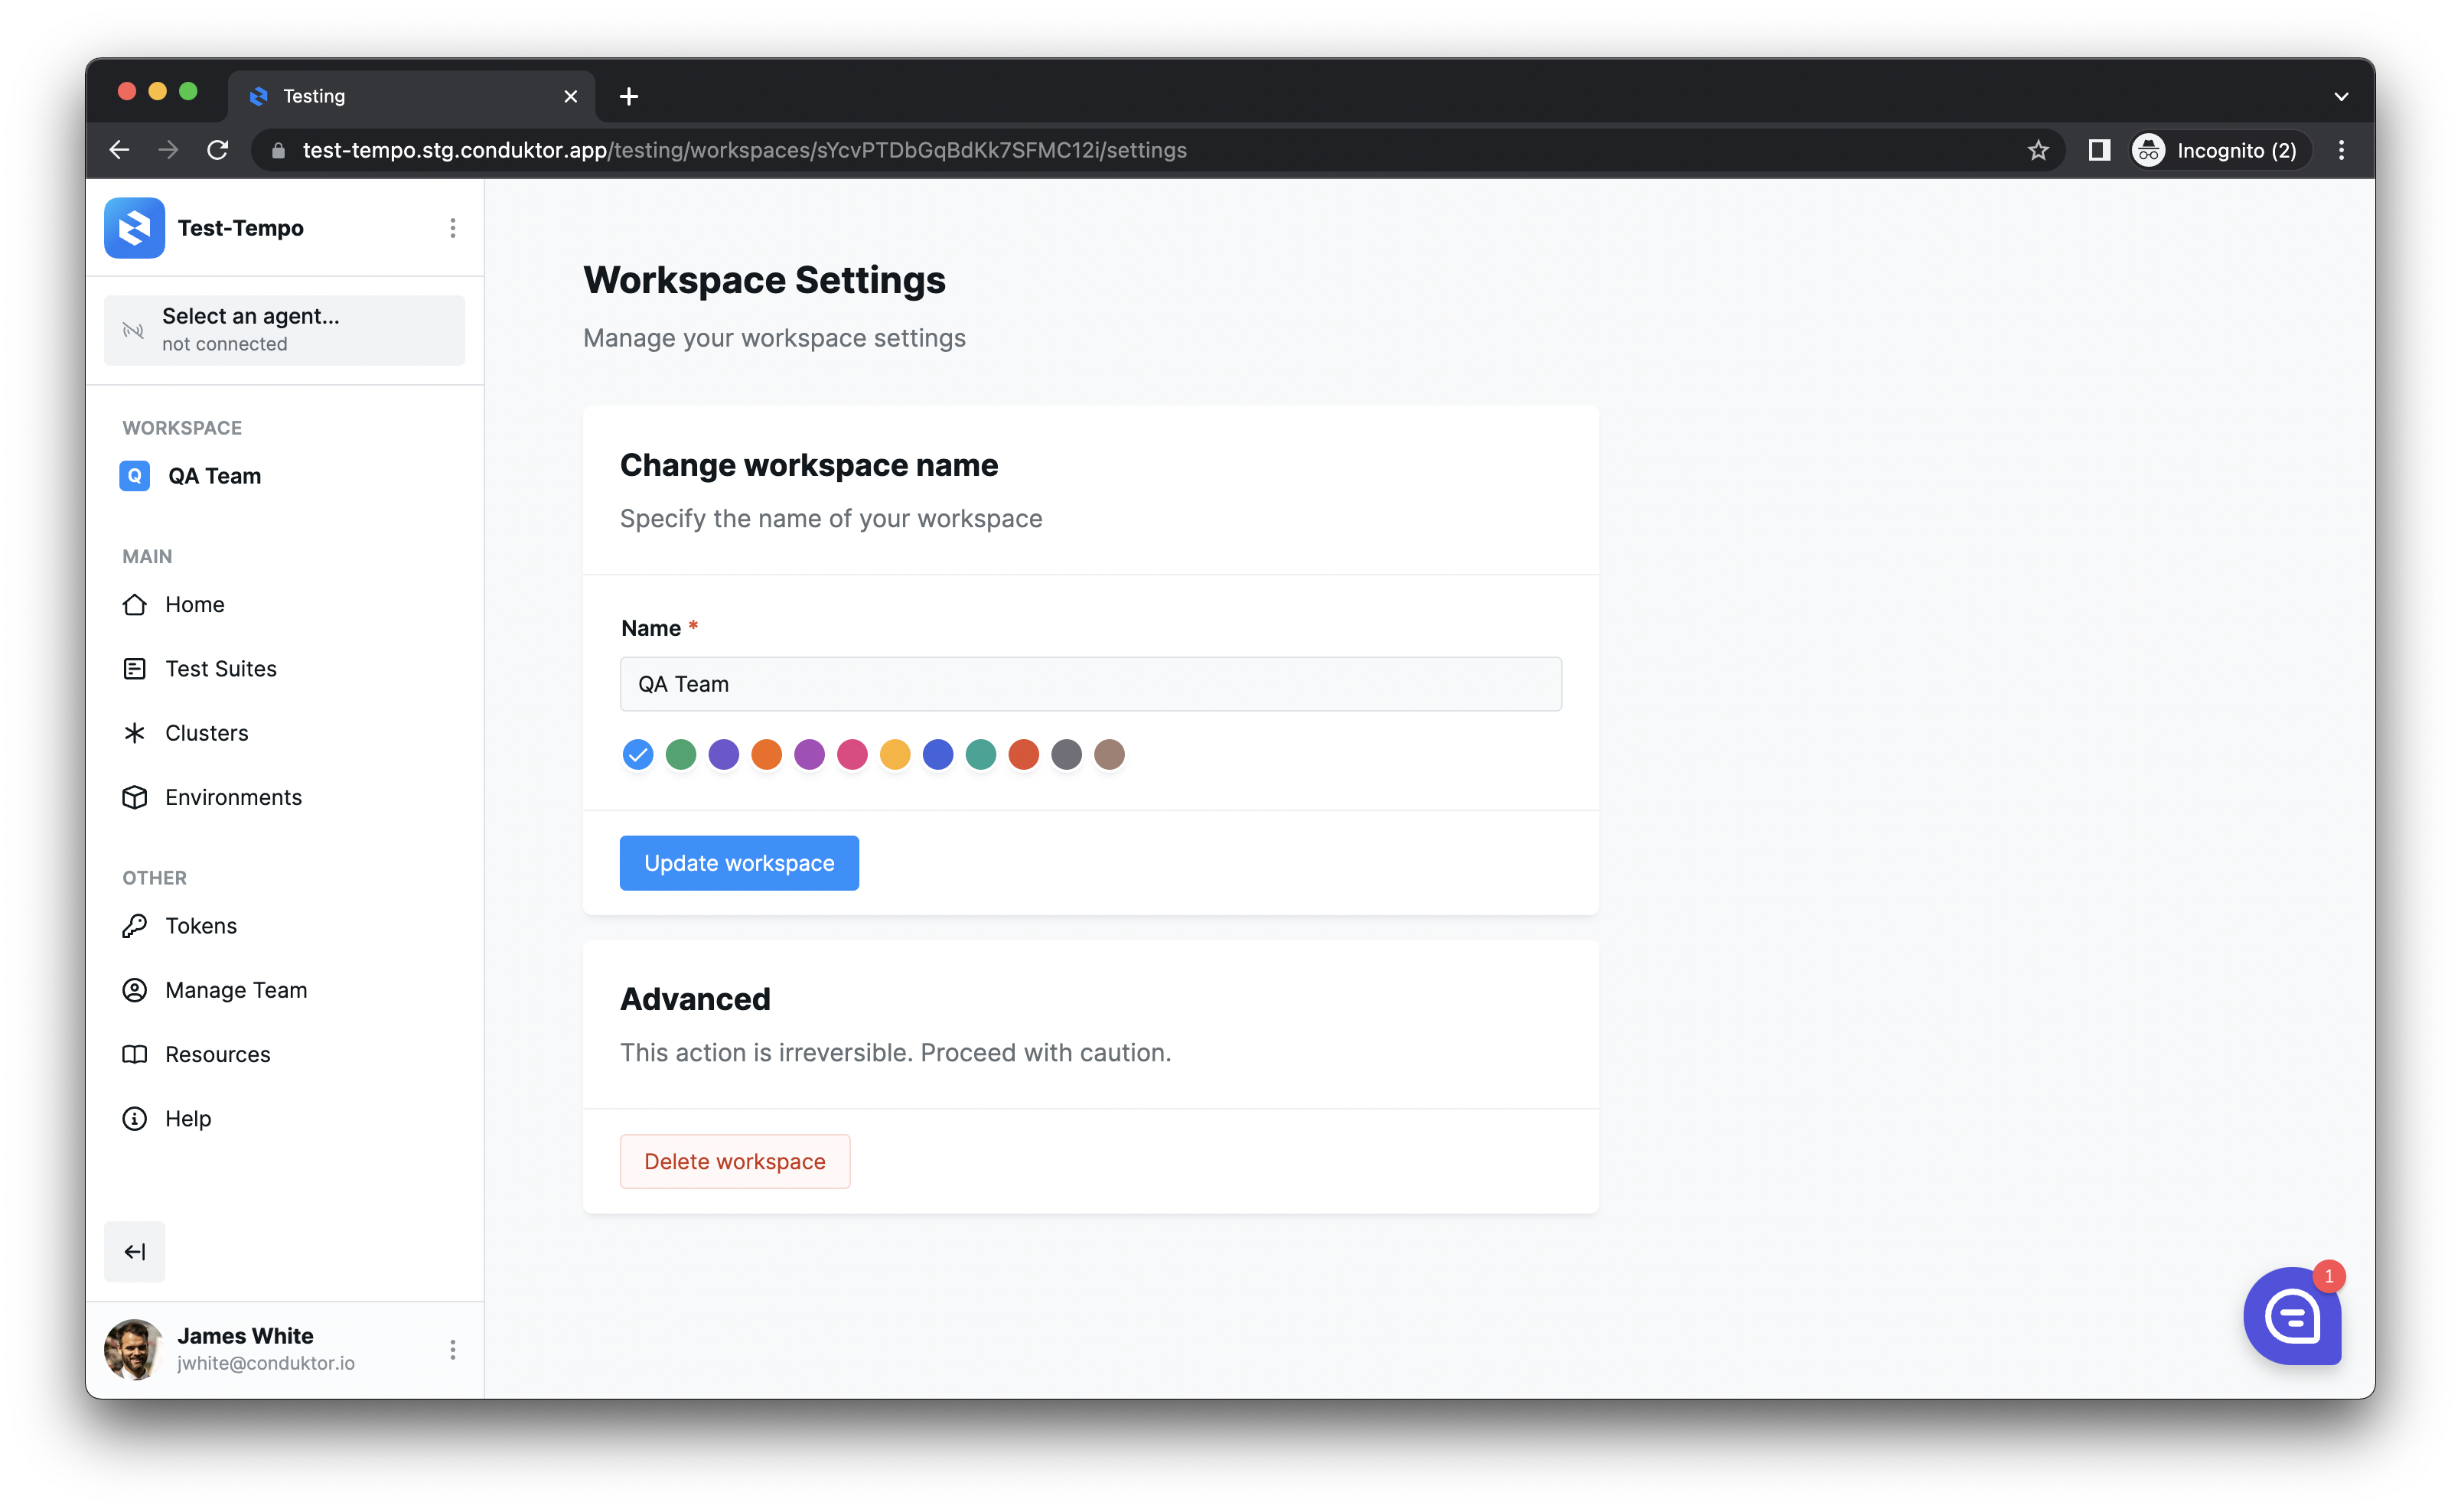 Testing
test-tempo.stg.conduktor.app/testing/workspaces/sYcvPTDbGqBdKk7SFMC12i/settings
Incognito (2)
Test-Tempo
Select an agent...
not connected
WORKSPACE
Q QA Team
MAIN
Home
Test Suites
Clusters
Environments
OTHER
Tokens
Manage Team
Resources
Help
James White
jwhite@conduktor.io
Workspace Settings
Manage your workspace settings
Change workspace name
Specify the name of your workspace
Name *
QA Team
Update workspace
Advanced
This action is irreversible. Proceed with caution.
Delete workspace
1